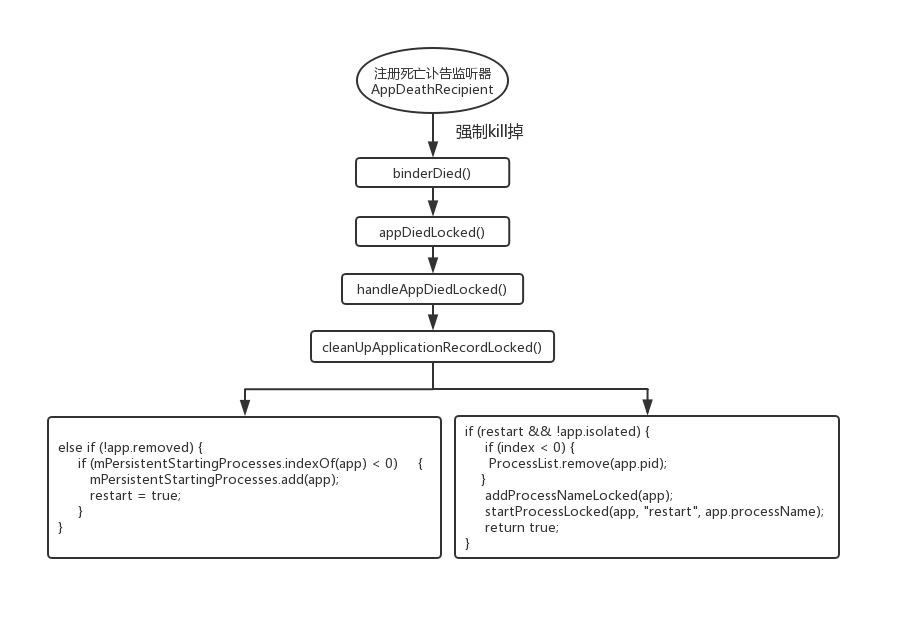 注册死亡讣告监听器
AppDeathRecipient
强制kill掉
binderDied()
appDiedLocked()
handleAppDiedLocked()
cleanUpApplicationRecordLocked()
else if (!app.removed) {
if (mPersistentStartingProcesses.indexOf(app) < 0) {
mPersistentStartingProcesses.add(app);
restart = true;
}
}
if (restart && !app.isolated) {
if (index < 0) {
ProcessList.remove(app.pid);
}
addProcessNameLocked(app);
startProcessLocked(app, "restart", app.processName);
return true;
}